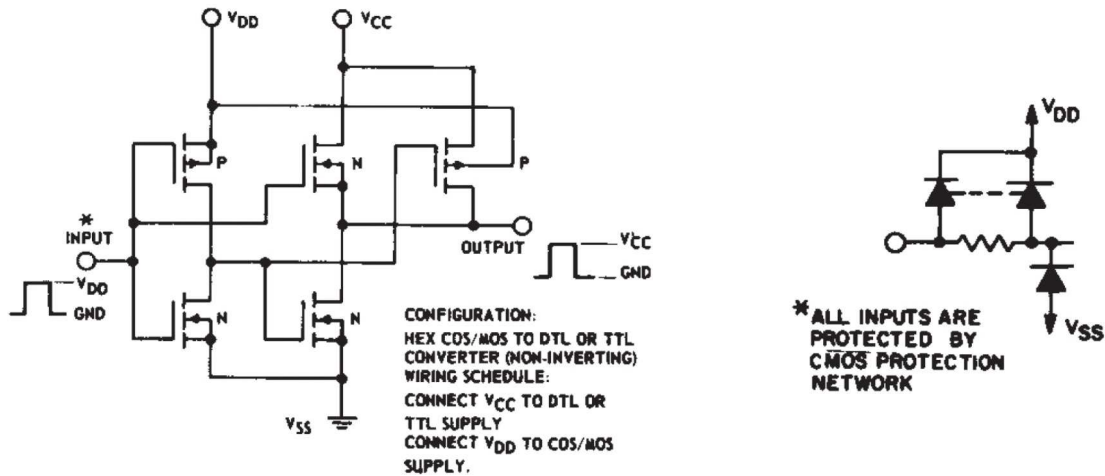 VDD
VCC
P
N
P
*
INPUT
VDD
GND
OUTPUT
VCC
GND
N
N
VSS
CONFIGURATION:
HEX COS/MOS TO DTL OR TTL
CONVERTER (NON-INVERTING)
WIRING SCHEDULE:
CONNECT VCC TO DTL OR
TTL SUPPLY
CONNECT VDD TO COS/MOS
SUPPLY.
VDD
VSS
*ALL INPUTS ARE
PROTECTED BY
CMOS PROTECTION
NETWORK